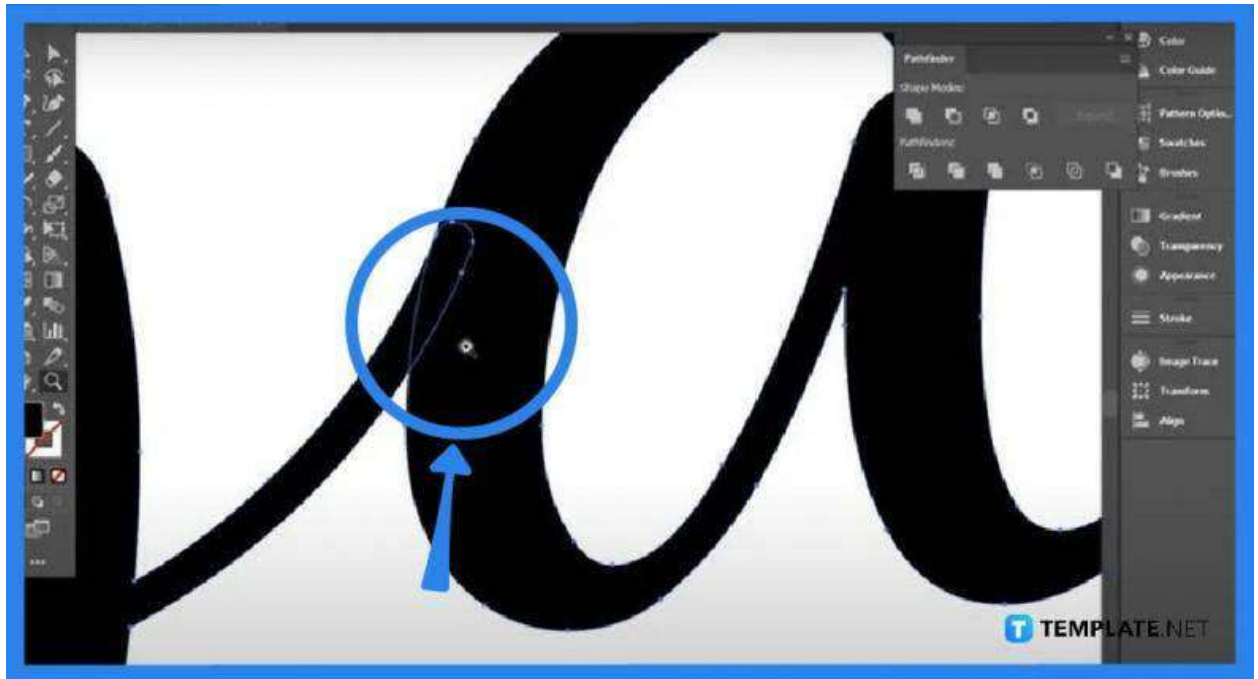 Pathfinder
Shape Modes:
Expand
Pathfinders:
Color
Color Guide
Pattern Optio...
Swatches
Brushes
Gradient
Transparency
Appearance
Stroke
Image Trace
Transform
Align
T TEMPLATE.NET